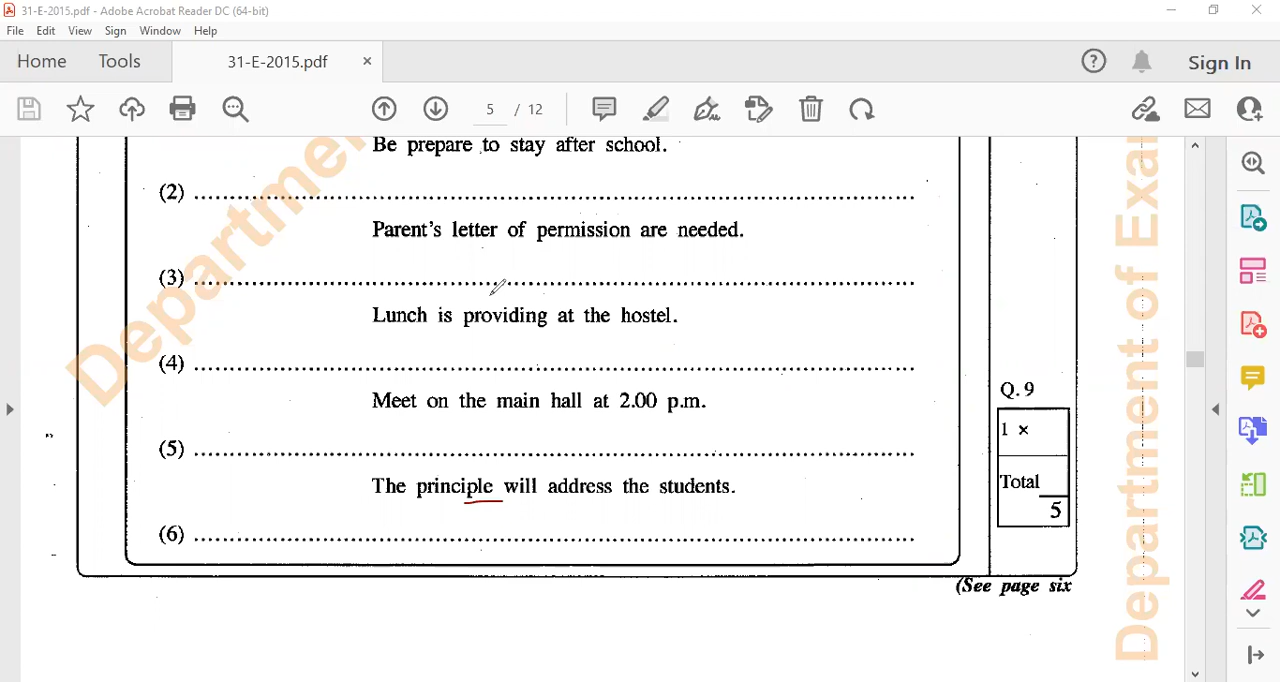 31-E-2015.pdf - Adobe Acrobat Reader DC (64-bit)
File Edit View Sign Window Help
Home Tools 31-E-2015.pdf × Sign In
5 / 12
Be prepare to stay after school.
(2) ........................................
Parent's letter of permission are needed.
(3) ........................................
Lunch is providing at the hostel.
(4) ........................................
Meet on the main hall at 2.00 p.m.
(5) ........................................
The principle will address the students.
(6) ........................................
Q. 9
1 ×
Total
5
(See page six
Departmen
Department of Exa